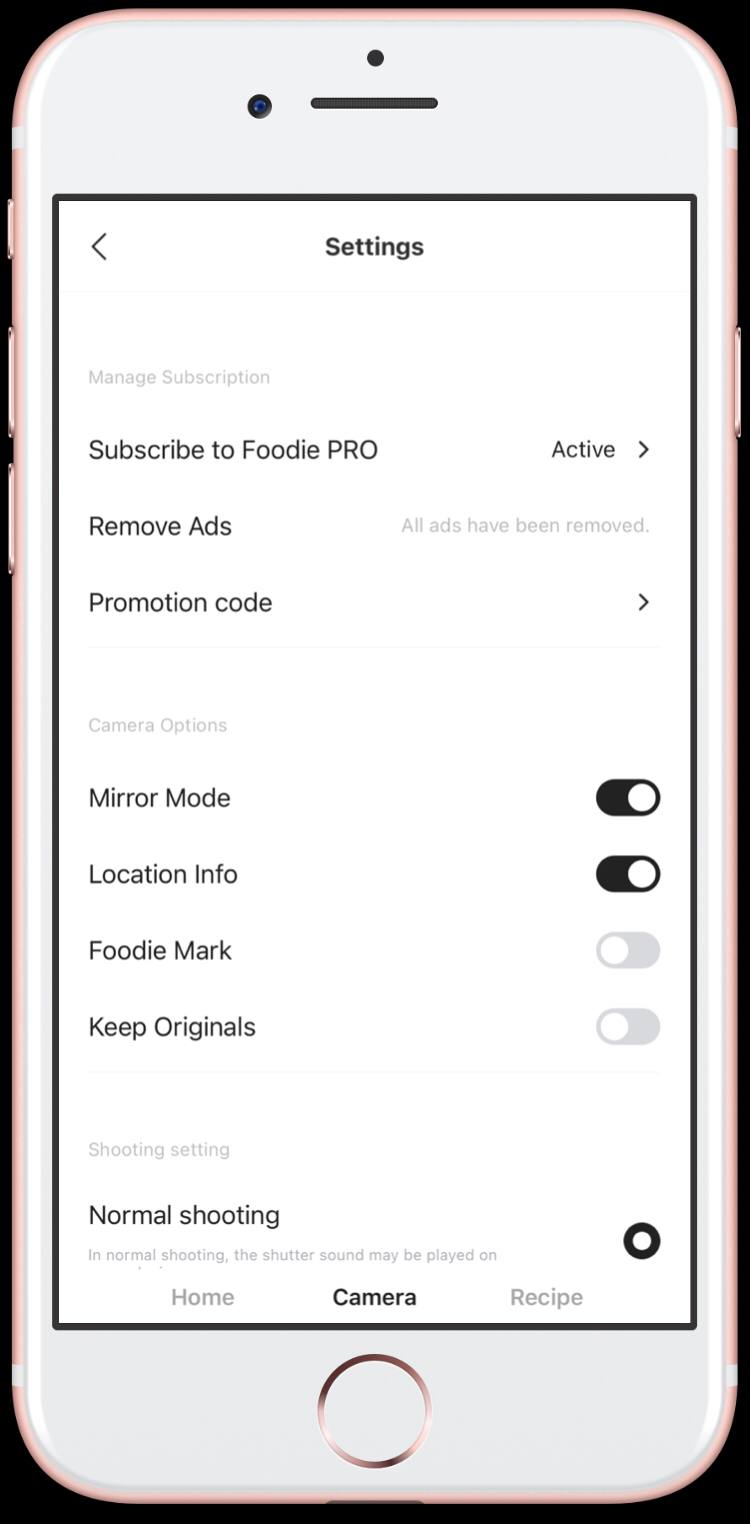 Settings
Manage Subscription
Subscribe to Foodie PRO Active
Remove Ads All ads have been removed.
Promotion code
Camera Options
Mirror Mode
Location Info
Foodie Mark
Keep Originals
Shooting setting
Normal shooting
In normal shooting, the shutter sound may be played on
Home Camera Recipe